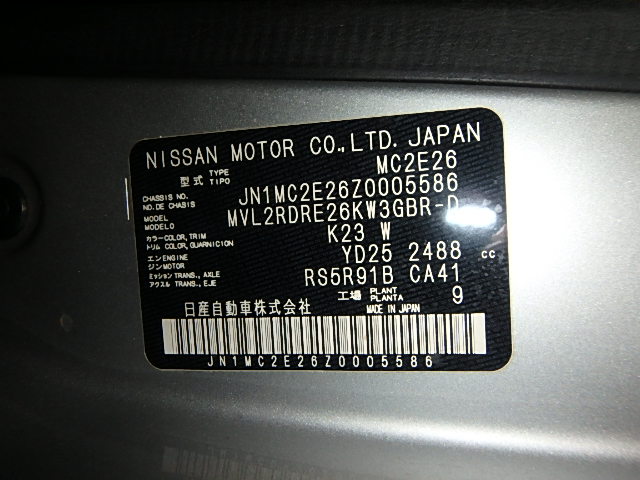 NISSAN MOTOR CO.,LTD. JAPAN
型式 TYPE TIPO MC2E26
CHASSIS NO. NO.DE CHASIS JN1MC2E26Z0005586
MODEL MODELO MVL2RDRE26KW3GBR-D
カラー COLOR,TRIM トリム COLOR,GUARNICION K23 W
エンジン ENGINE MOTOR YD25 2488 cc
ミッション TRANS., AXLE アクスル TRANS., EJE RS5R91B CA41
工場 PLANT PLANTA 9
日産自動車株式会社 MADE IN JAPAN
JN1MC2E26Z0005586